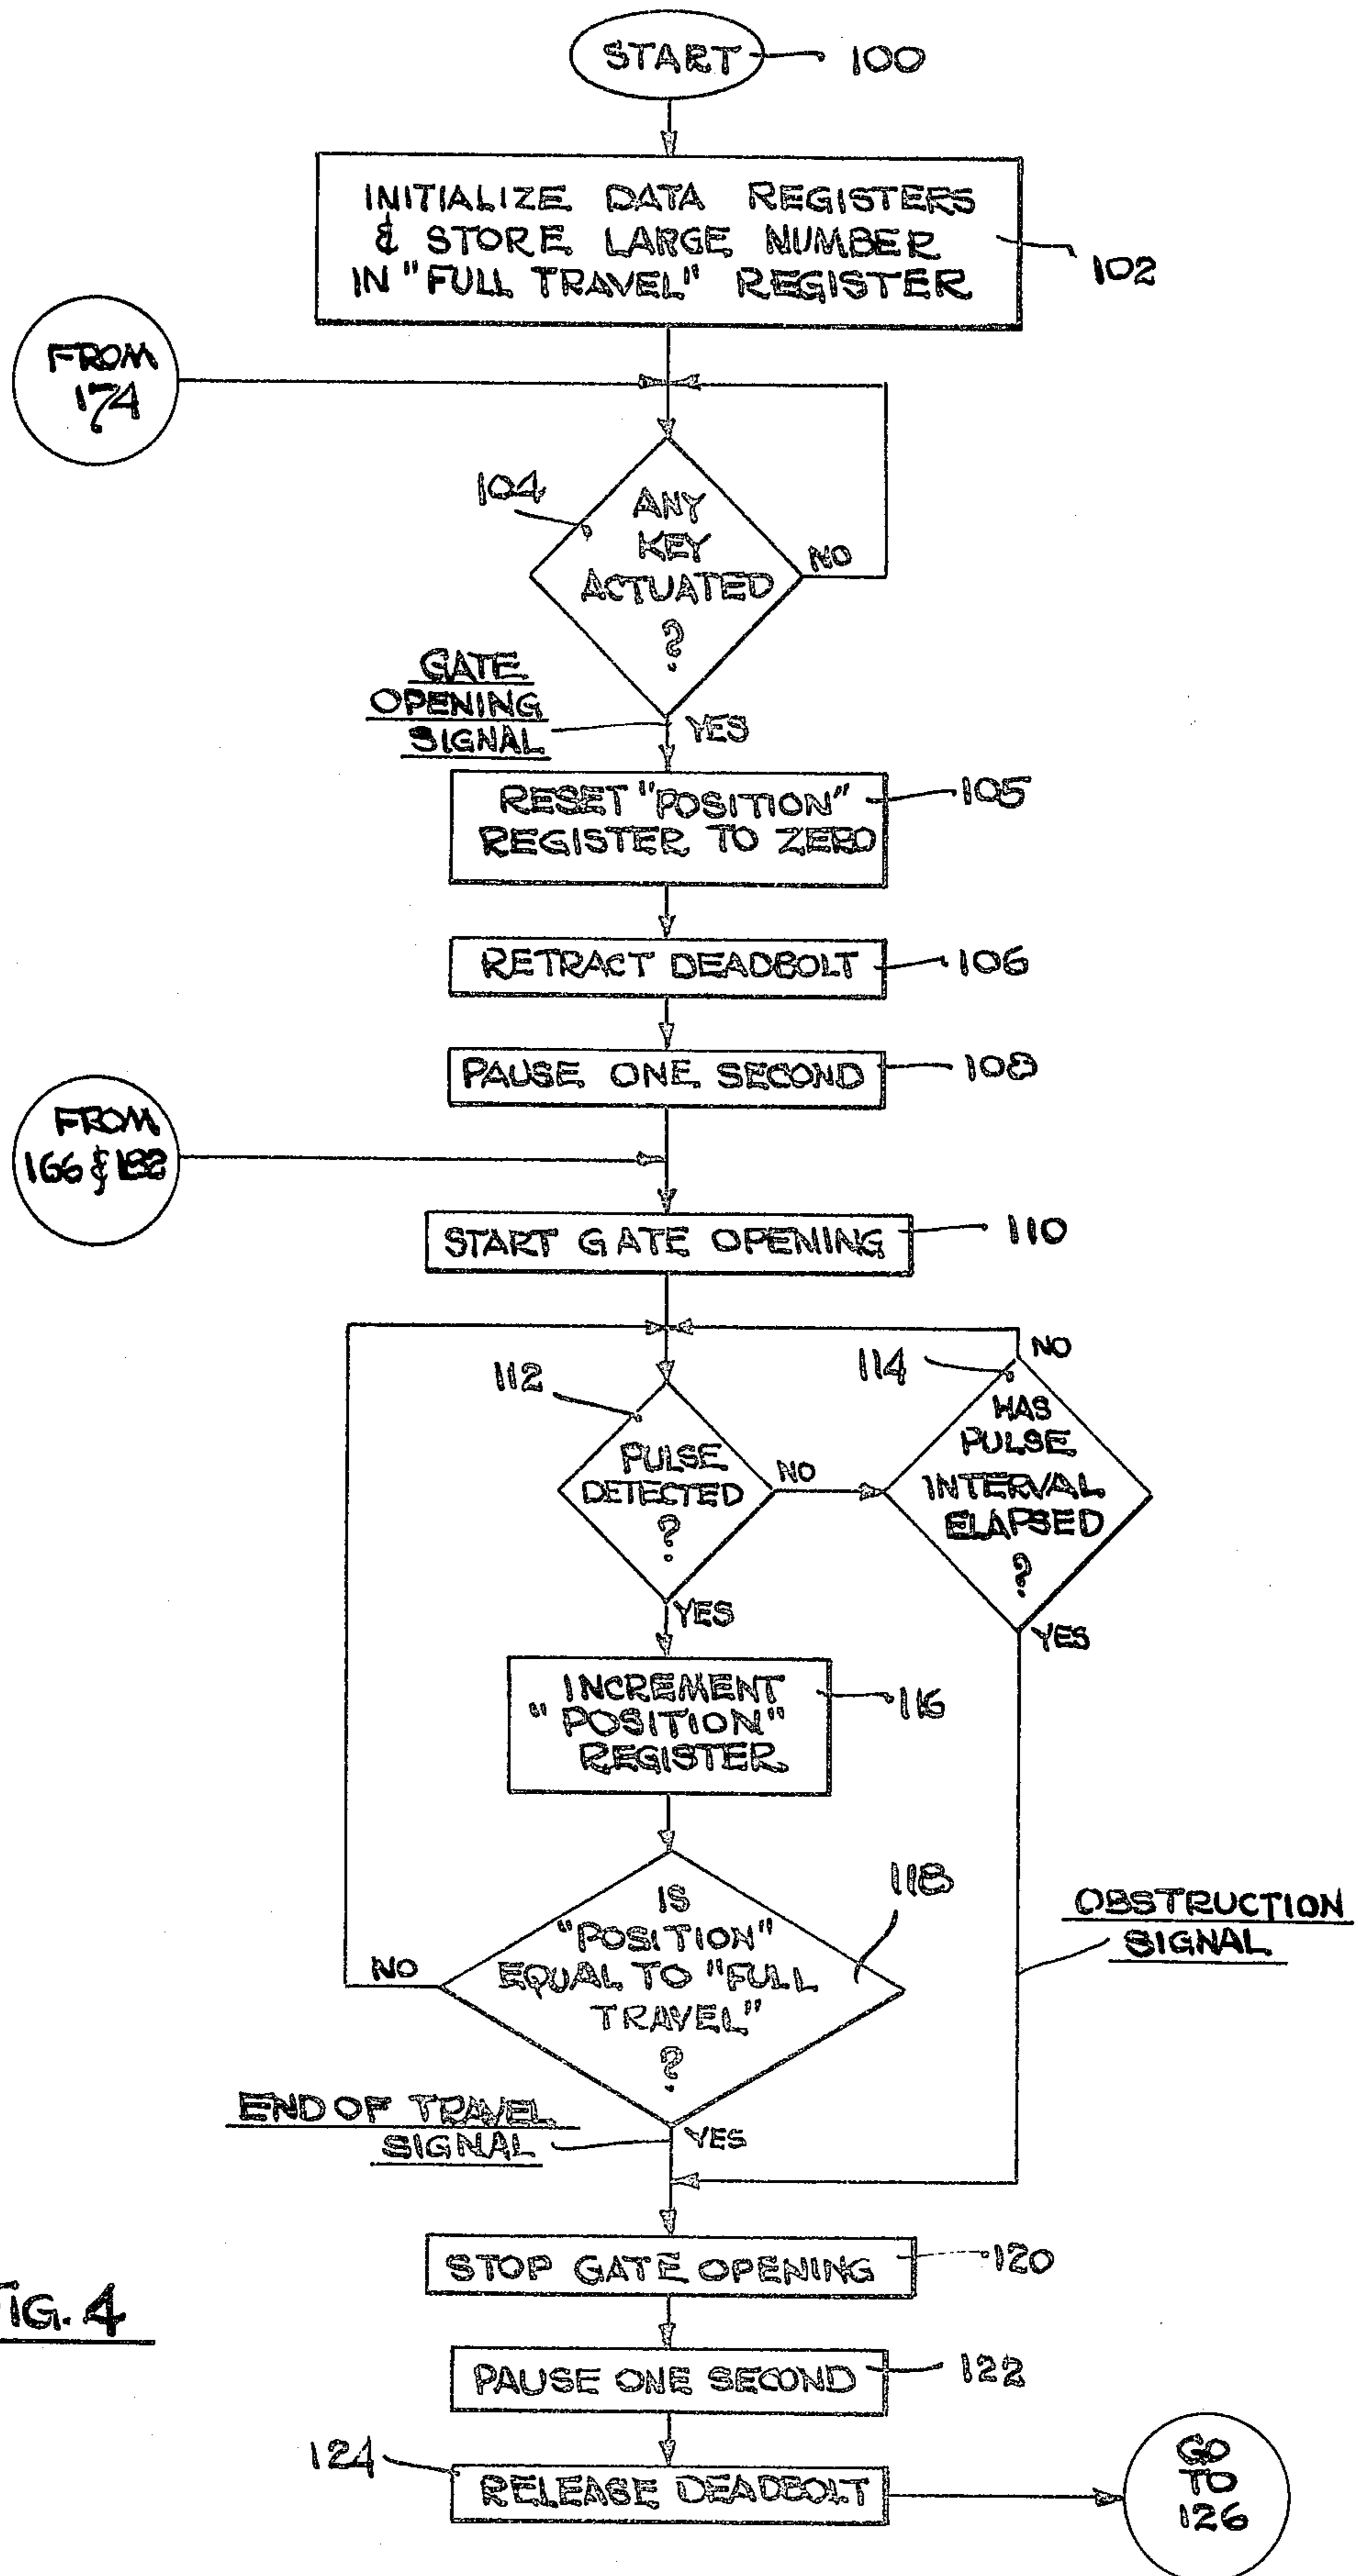 START
100
INITIALIZE DATA REGISTERS
& STORE LARGE NUMBER
IN "FULL TRAVEL" REGISTER
102
FROM
174
104
ANY
KEY
ACTUATED
?
NO
GATE
OPENING
SIGNAL
YES
RESET "POSITION"
REGISTER TO ZERO
105
RETRACT DEADBOLT
106
PAUSE ONE SECOND
108
FROM
166 & 182
START GATE OPENING
110
112
PULSE
DETECTED
?
NO
114
NO
HAS
PULSE
INTERVAL
ELAPSED
?
YES
YES
INCREMENT
"POSITION"
REGISTER
116
118
IS
"POSITION"
EQUAL TO "FULL
TRAVEL"
?
NO
OBSTRUCTION
SIGNAL
END OF TRAVEL
SIGNAL
YES
STOP GATE OPENING
120
FIG. 4
PAUSE ONE SECOND
122
124
RELEASE DEADBOLT
GO
TO
126